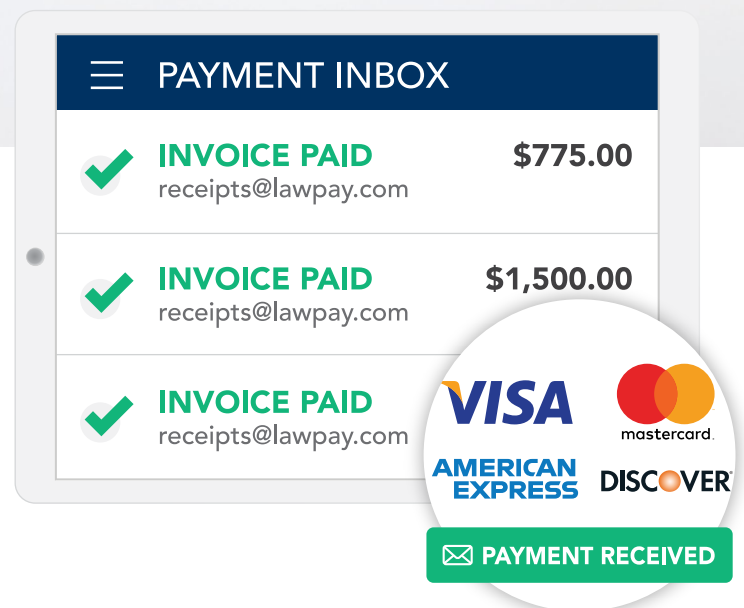 PAYMENT INBOX
INVOICE PAID $775.00
receipts@lawpay.com
INVOICE PAID $1,500.00
receipts@lawpay.com
INVOICE PAID
receipts@lawpay.com
VISA
mastercard.
AMERICAN
EXPRESS
DISCOVER
PAYMENT RECEIVED